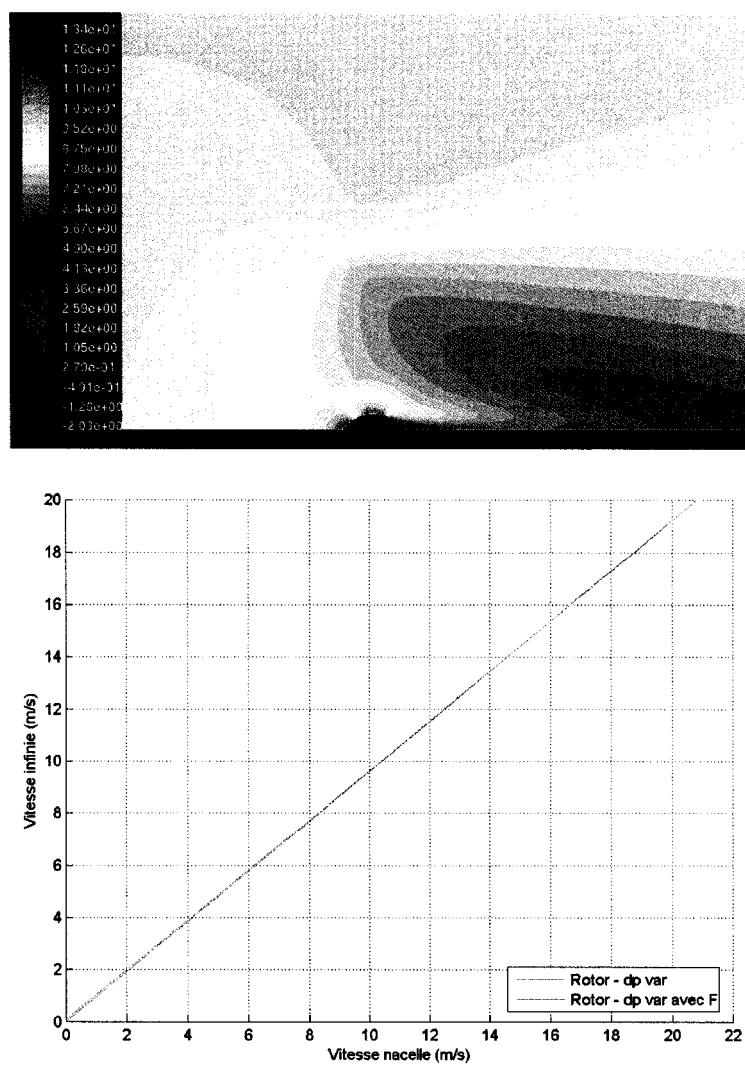 1.34e+01
1.26e+01
1.18e+01
1.11e+01
1.03e+01
9.52e+00
8.75e+00
7.98e+00
7.21e+00
6.44e+00
5.67e+00
4.90e+00
4.13e+00
3.36e+00
2.59e+00
1.82e+00
1.05e+00
2.79e-01
-4.91e-01
-1.26e+00
-2.03e+00
20
18
16
14
12
10
8
6
4
2
0
Vitesse infinie (m/s)
Rotor - dp var
Rotor - dp var avec F
0 2 4 6 8 10 12 14 16 18 20 22
Vitesse nacelle (m/s)